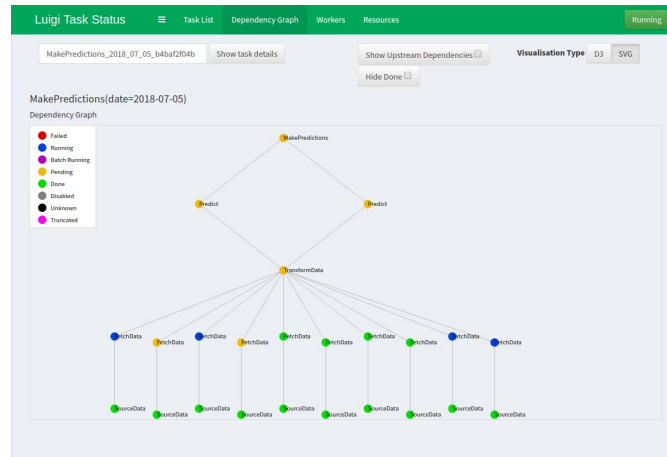 Luigi Task Status ≡ Task List Dependency Graph Workers Resources Running
MakePredictions_2018_07_05_b4baf2f04b Show task details Show Upstream Dependencies Visualisation Type D3 SVG
Hide Done
MakePredictions(date=2018-07-05)
Dependency Graph
Failed
Running
Batch Running
Pending
Done
Disabled
Unknown
Truncated
MakePredictions
Predict Predict
TransformData
FetchData FetchData FetchData FetchData FetchData FetchData FetchData FetchData FetchData FetchData
SourceData SourceData SourceData SourceData SourceData SourceData SourceData SourceData SourceData SourceData